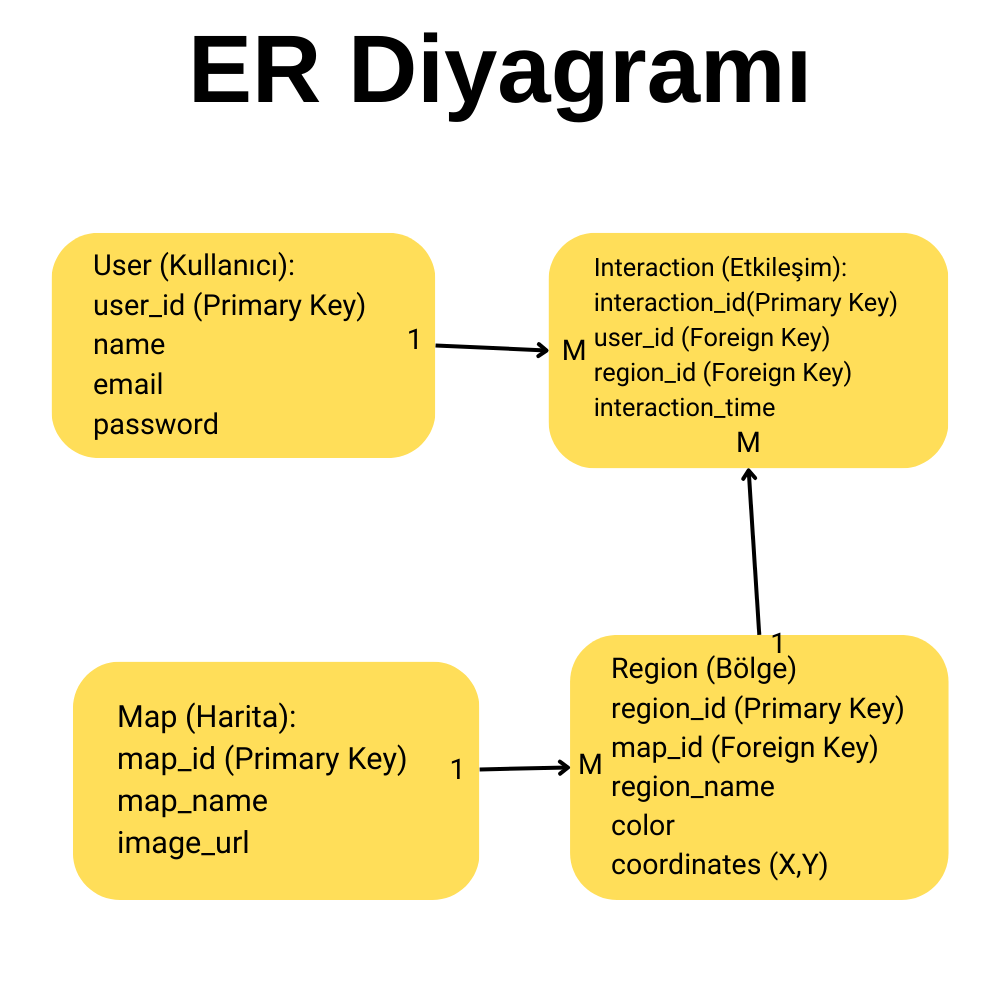 ER Diyagramı
User (Kullanıcı):
user_id (Primary Key)
name
email
password
1
M
Interaction (Etkileşim):
interaction_id(Primary Key)
user_id (Foreign Key)
region_id (Foreign Key)
interaction_time
M
Map (Harita):
map_id (Primary Key)
map_name
image_url
1
M
1
Region (Bölge)
region_id (Primary Key)
map_id (Foreign Key)
region_name
color
coordinates (X,Y)